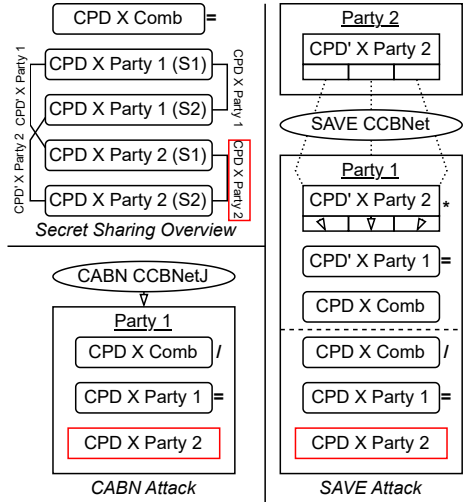 CPD X Comb =
CPD X Party 1 (S1)
CPD X Party 1 (S2)
CPD X Party 2 (S1)
CPD X Party 2 (S2)
CPD' X Party 1
CPD' X Party 2
CPD X Party 1
CPD X Party 2
Secret Sharing Overview
CABN CCBNetJ
Party 1
CPD X Comb /
CPD X Party 1 =
CPD X Party 2
CABN Attack
Party 2
CPD' X Party 2
SAVE CCBNet
Party 1
CPD' X Party 2 *
CPD' X Party 1 =
CPD X Comb
CPD X Comb /
CPD X Party 1 =
CPD X Party 2
SAVE Attack